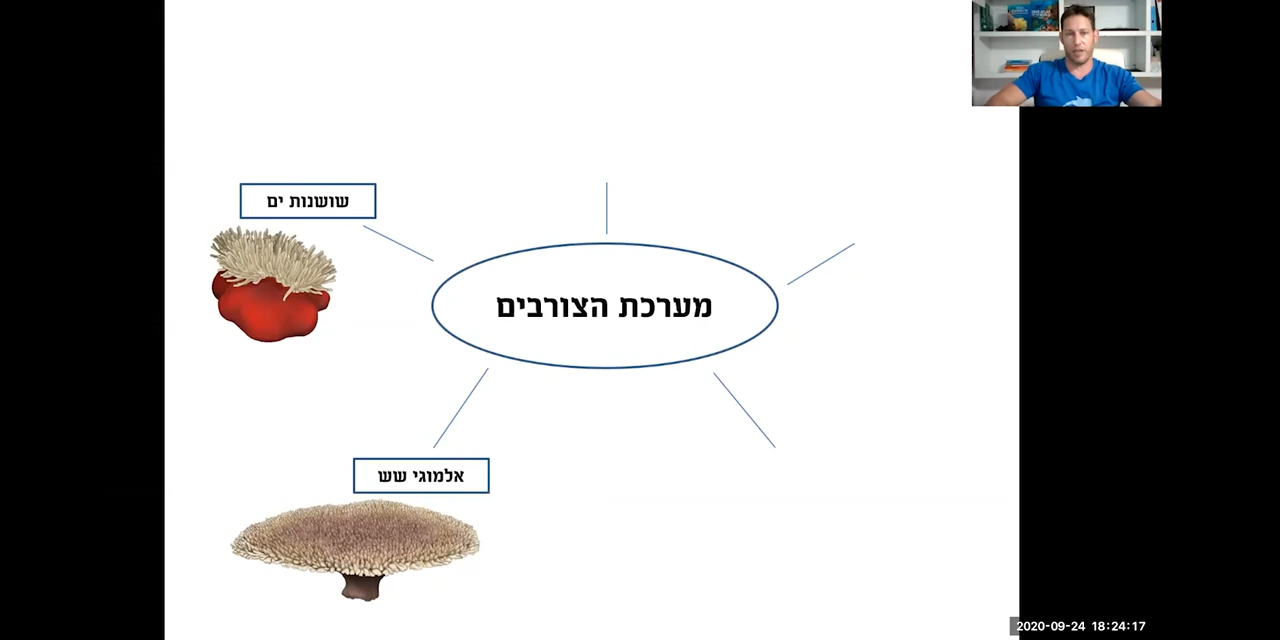 שושנות ים
מערכת הצורבים
אלמוגי שש
2020-09-24 18:24:17